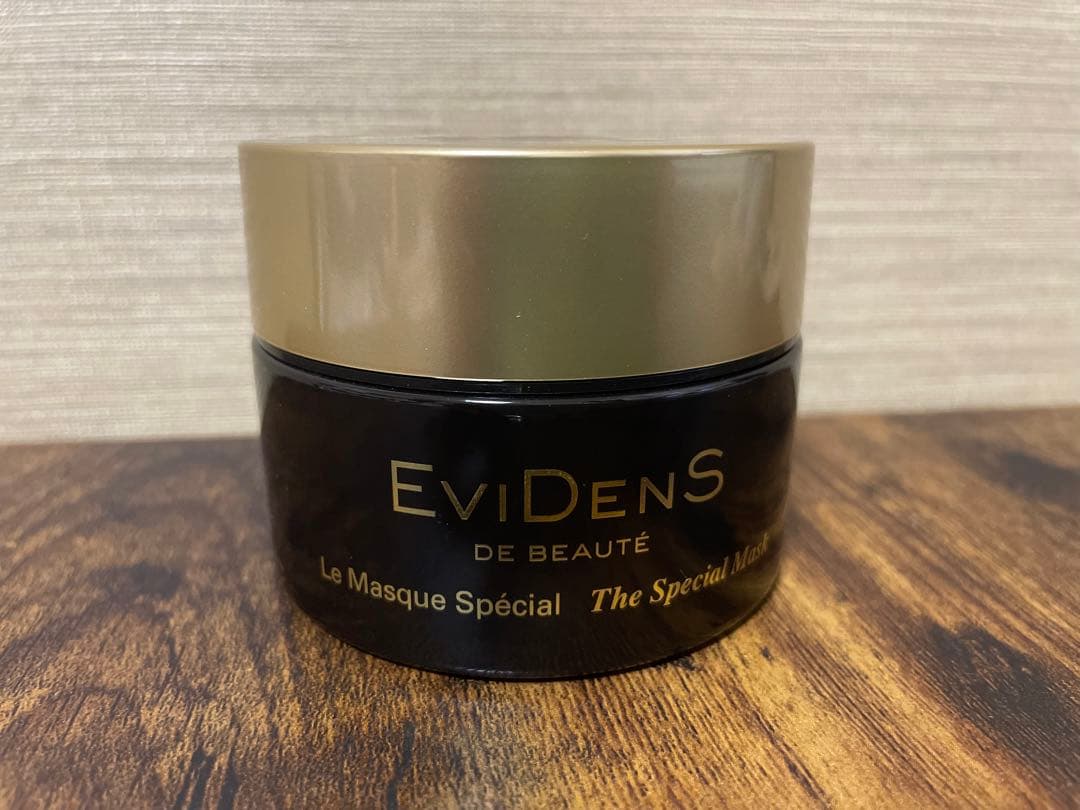 EVIDENS
DE BEAUTÉ
Le Masque Spécial The Special Mask